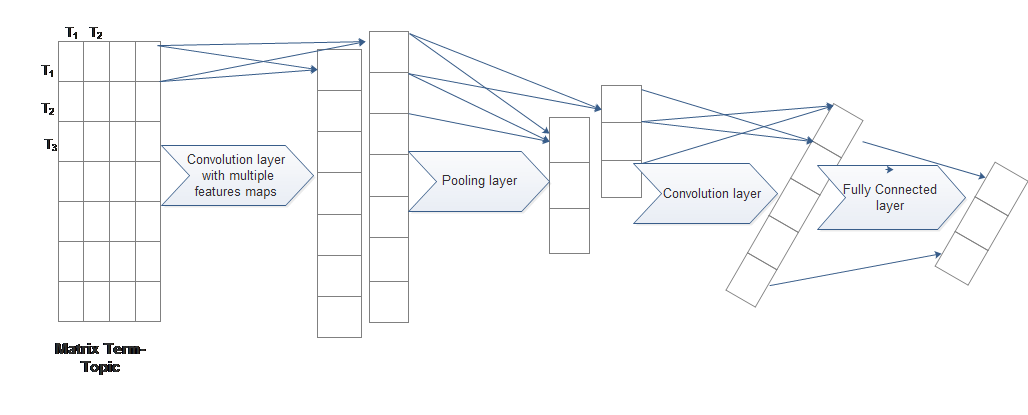 T1 T2
T1
T2
T3
Convolution layer
with multiple
features maps
Pooling layer
Convolution layer
Fully Connected
layer
Matrix Term-
Topic